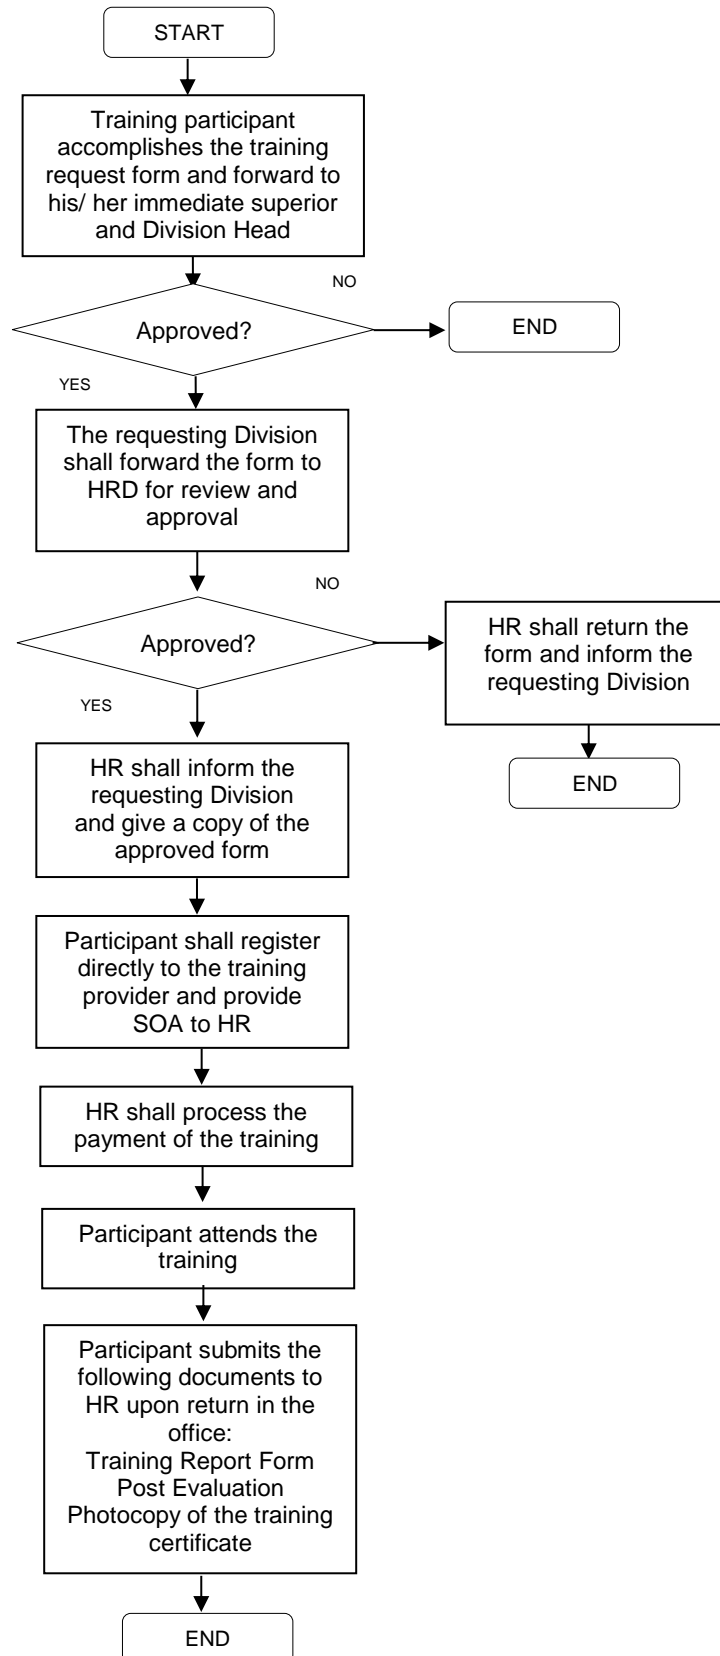 START
Training participant
accomplishes the training
request form and forward to
his/ her immediate superior
and Division Head
NO
Approved?
END
YES
The requesting Division
shall forward the form to
HRD for review and
approval
NO
Approved?
HR shall return the
form and inform the
requesting Division
YES
END
HR shall inform the
requesting Division
and give a copy of the
approved form
Participant shall register
directly to the training
provider and provide
SOA to HR
HR shall process the
payment of the training
Participant attends the
training
Participant submits the
following documents to
HR upon return in the
office:
Training Report Form
Post Evaluation
Photocopy of the training
certificate
END